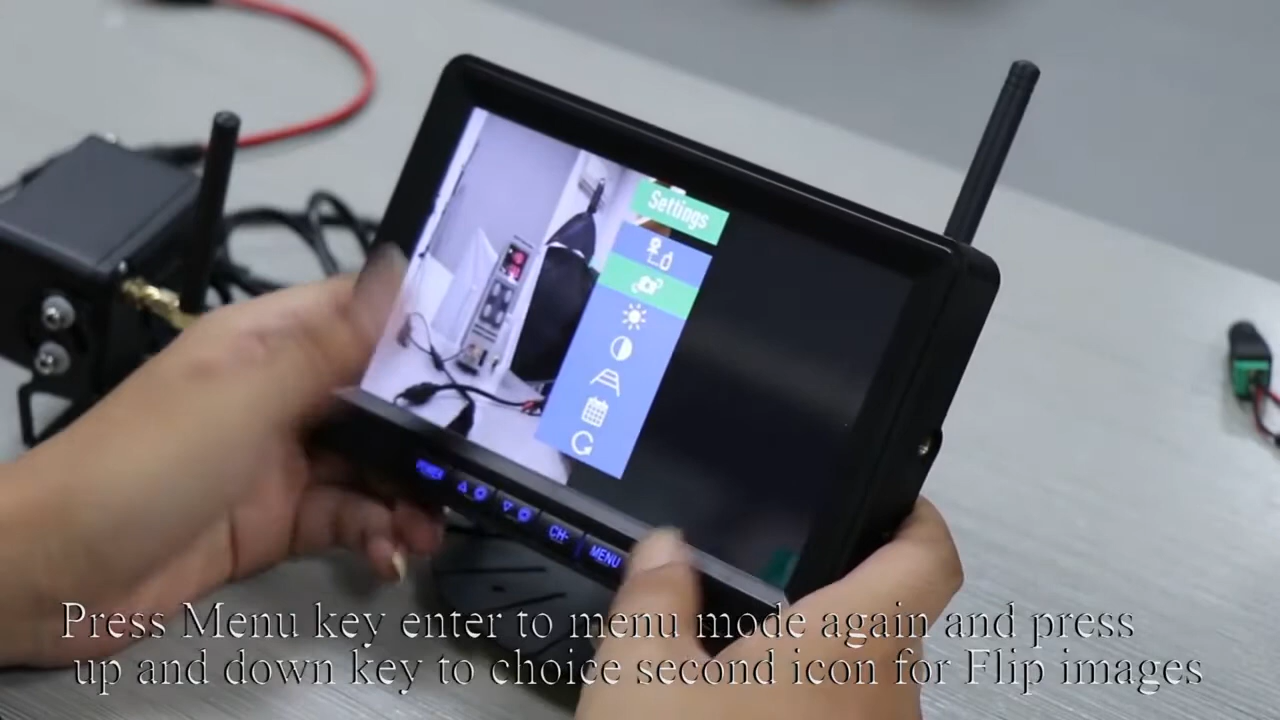 Settings
POWER
CH-
MENU
Press Menu key enter to menu mode again and press
up and down key to choice second icon for Flip images